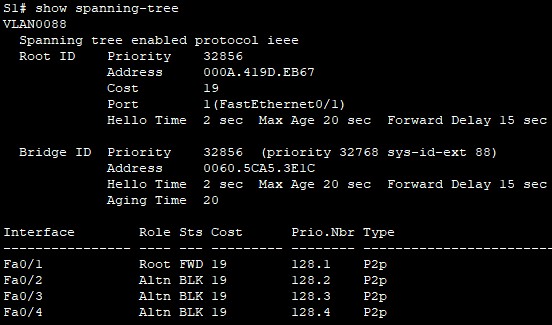 S1# show spanning-tree
VLAN0088
  Spanning tree enabled protocol ieee
  Root ID    Priority    32856
             Address     000A.419D.EB67
             Cost        19
             Port        1(FastEthernet0/1)
             Hello Time  2 sec  Max Age 20 sec  Forward Delay 15 sec

  Bridge ID  Priority    32856  (priority 32768 sys-id-ext 88)
             Address     0060.5CA5.3E1C
             Hello Time  2 sec  Max Age 20 sec  Forward Delay 15 sec
             Aging Time  20

Interface        Role Sts Cost      Prio.Nbr Type
---------------- ---- --- --------- -------- --------------------------
Fa0/1            Root FWD 19        128.1    P2p
Fa0/2            Altn BLK 19        128.2    P2p
Fa0/3            Altn BLK 19        128.3    P2p
Fa0/4            Altn BLK 19        128.4    P2p